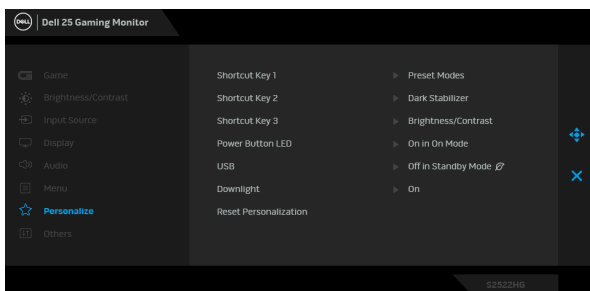 DELL Dell 25 Gaming Monitor
Game
Brightness/Contrast
Input Source
Display
Audio
Menu
Personalize
Others
Shortcut Key 1 Preset Modes
Shortcut Key 2 Dark Stabilizer
Shortcut Key 3 Brightness/Contrast
Power Button LED On in On Mode
USB Off in Standby Mode
Downlight On
Reset Personalization
S2522HG